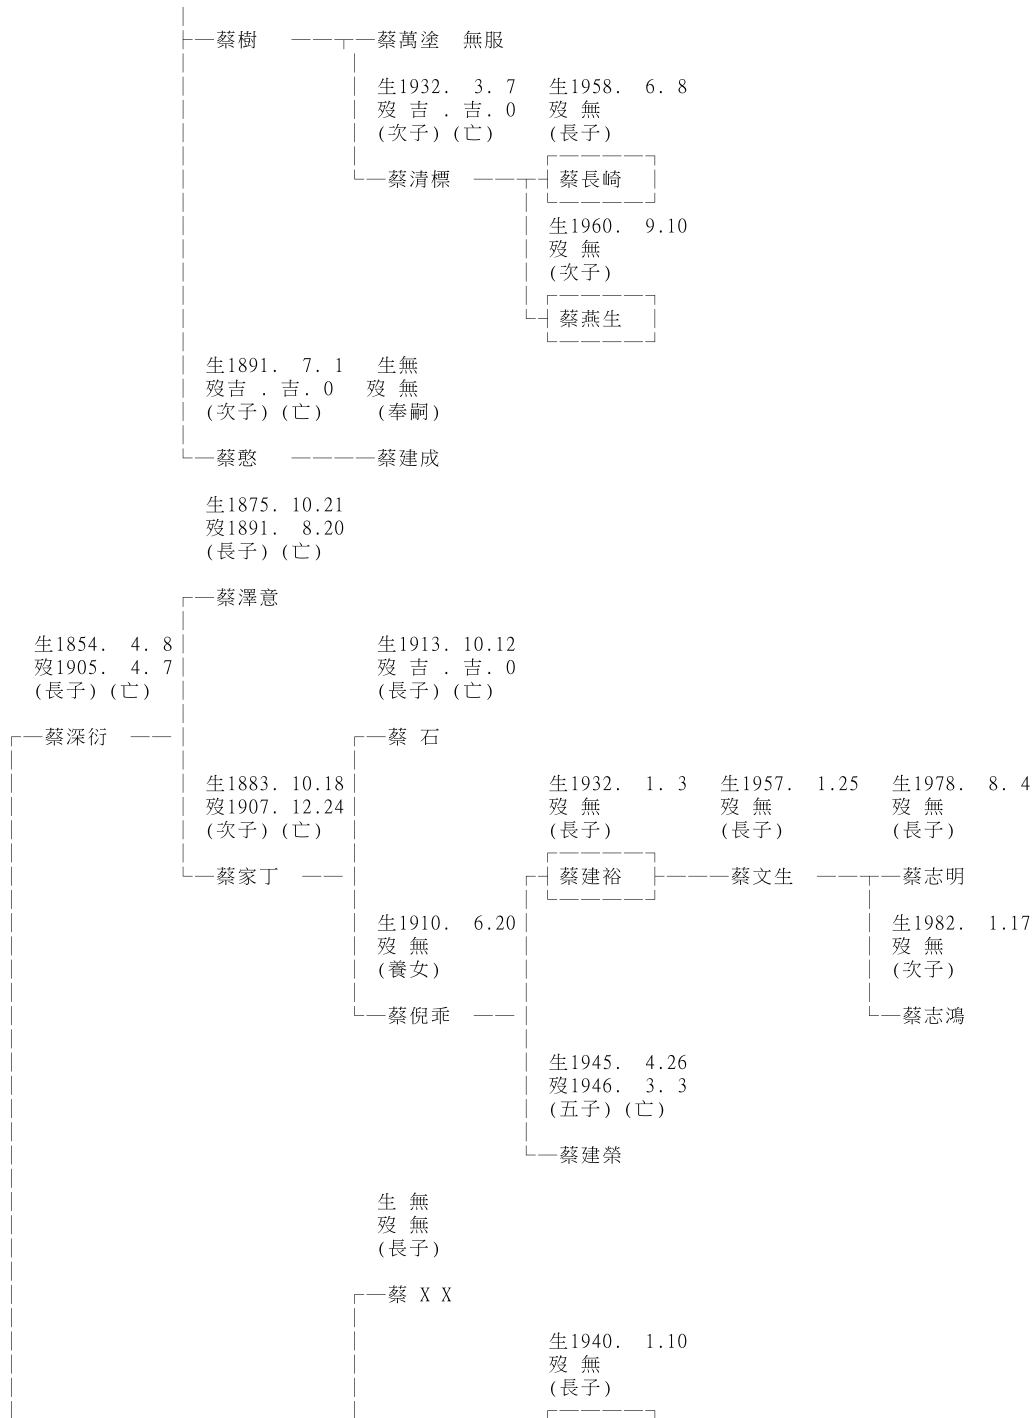 蔡樹 蔡萬塗 無服
生1932. 3. 7 生1958. 6. 8
歿 吉 . 吉. 0 歿 無
(次子) (亡) (長子)
蔡清標 蔡長崎
生1960. 9.10
歿 無
(次子)
蔡燕生
生1891. 7. 1 生無
歿吉 . 吉. 0 歿 無
(次子) (亡) (奉嗣)
蔡憨 蔡建成
生1875. 10.21
歿1891. 8.20
(長子) (亡)
蔡澤意
生1854. 4. 8 生1913. 10.12
歿1905. 4. 7 歿 吉 . 吉. 0
(長子) (亡) (長子) (亡)
蔡深衍 蔡 石
生1883. 10.18 生1932. 1. 3 生1957. 1.25 生1978. 8. 4
歿1907. 12.24 歿 無 歿 無 歿 無
(次子) (亡) (長子) (長子) (長子)
蔡家丁 蔡建裕 蔡文生 蔡志明
生1910. 6.20 生1982. 1.17
歿 無 歿 無
(養女) (次子)
蔡倪乖 蔡志鴻
生1945. 4.26
歿1946. 3. 3
(五子) (亡)
蔡建榮
生 無
歿 無
(長子)
蔡 X X
生1940. 1.10
歿 無
(長子)